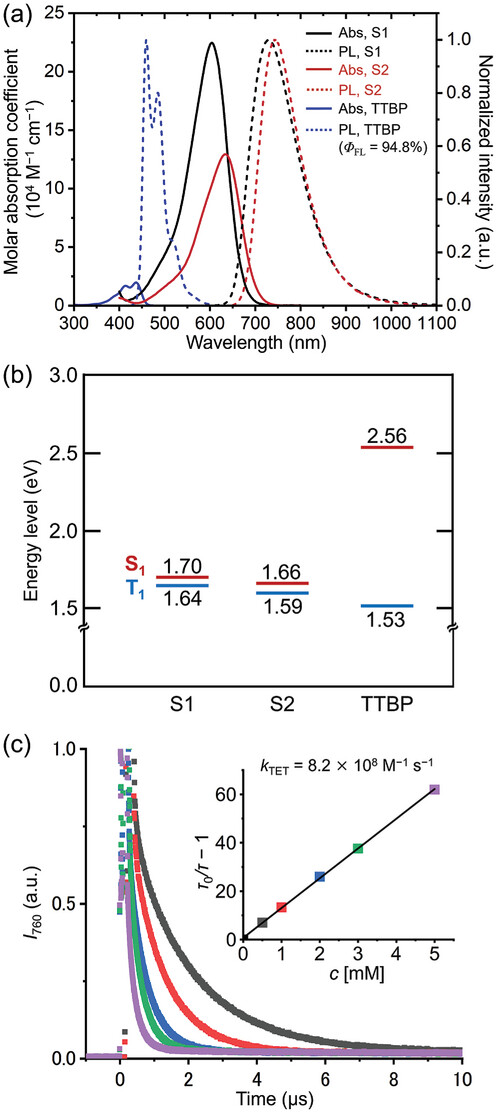 (a)
25
20
15
10
5
0
Molar absorption coefficient
(10⁴ M⁻¹ cm⁻¹)
Abs, S1
PL, S1
Abs, S2
PL, S2
Abs, TTBP
PL, TTBP
(ΦFL = 94.8%)
1.0
0.8
0.6
0.4
0.2
0.0
Normalized intensity (a.u.)
300 400 500 600 700 800 900 1000 1100
Wavelength (nm)
(b)
3.0
2.5
2.0
1.5
0.0
Energy level (eV)
2.56
S₁ 1.70 1.66
T₁ 1.64 1.59 1.53
S1 S2 TTBP
(c)
1.0
0.5
0.0
I₇₆₀ (a.u.)
kTET = 8.2 × 10⁸ M⁻¹ s⁻¹
60
40
20
0
τ₀/τ − 1
0 1 2 3 4 5
c [mM]
0 2 4 6 8 10
Time (μs)